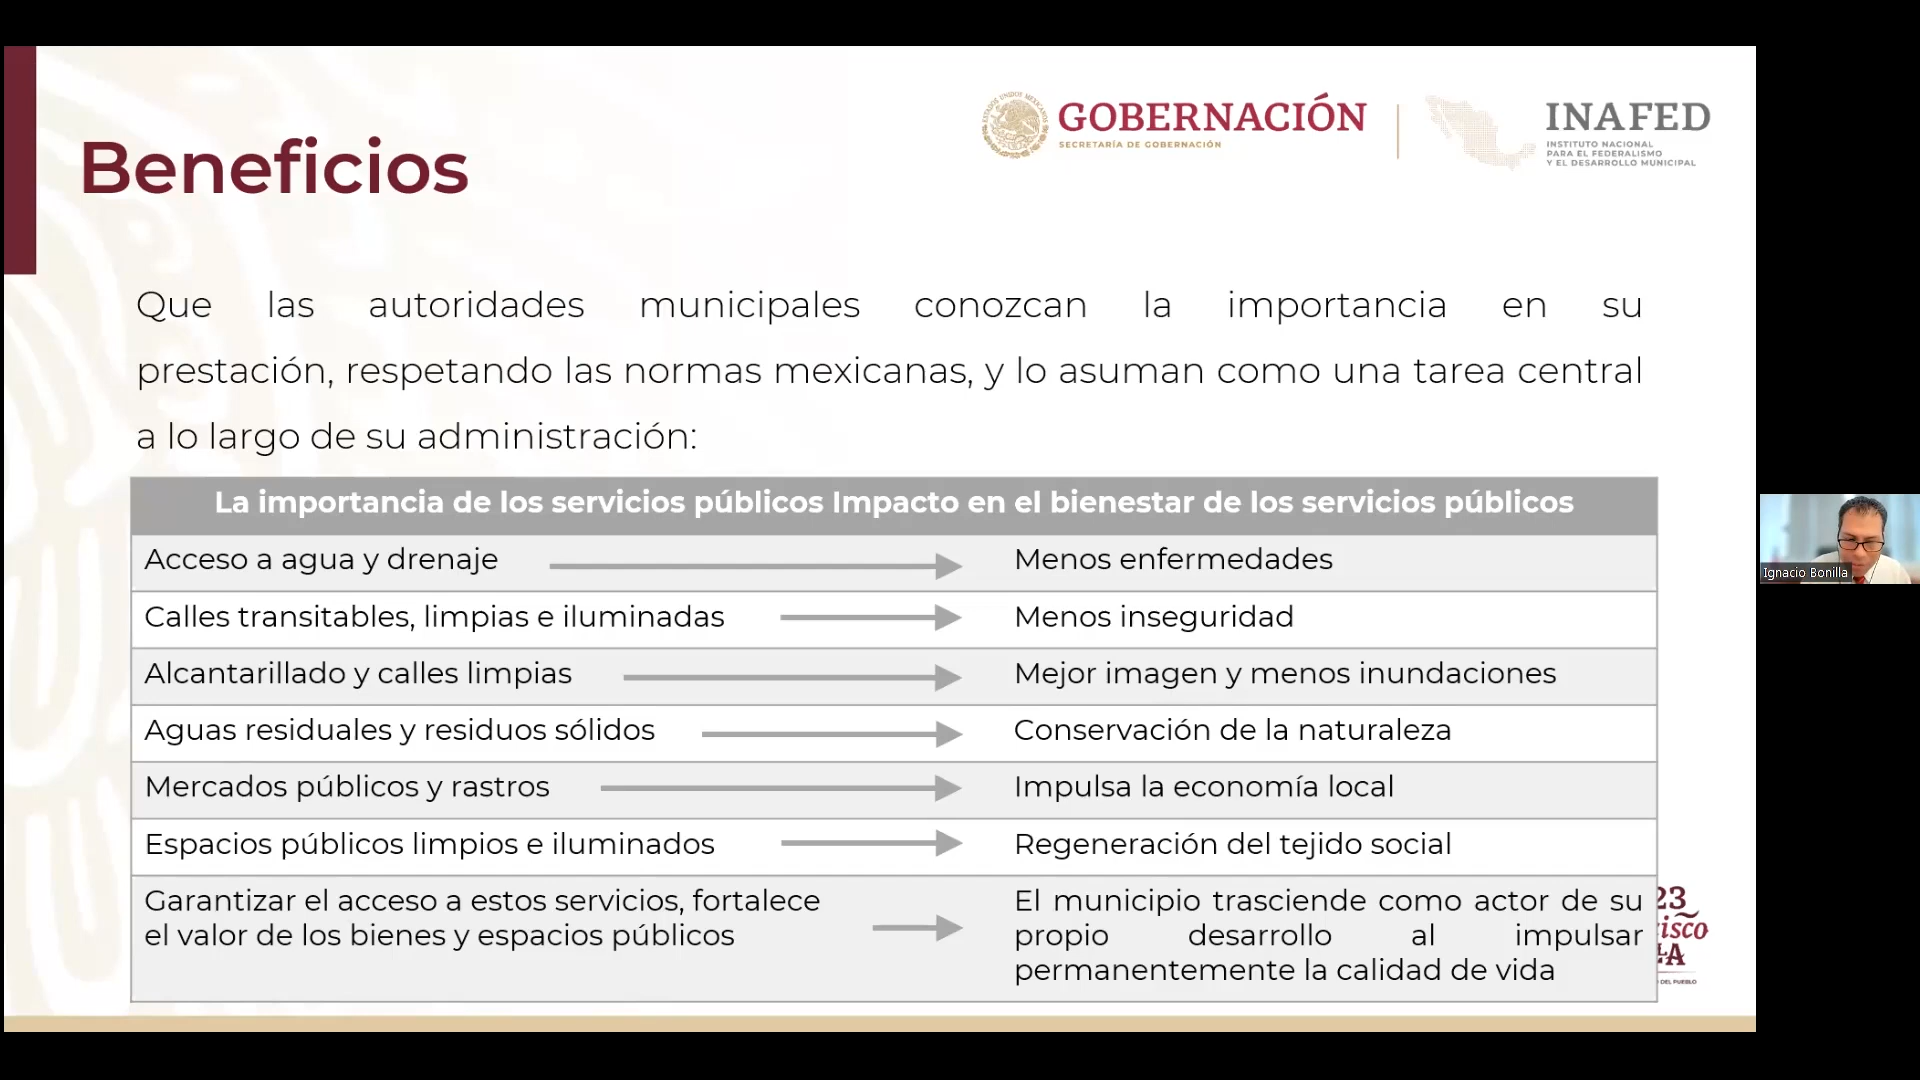 GOBERNACIÓN
SECRETARÍA DE GOBERNACIÓN
INAFED
INSTITUTO NACIONAL
PARA EL FEDERALISMO
Y EL DESARROLLO MUNICIPAL
Beneficios
Que las autoridades municipales conozcan la importancia en su
prestación, respetando las normas mexicanas, y lo asuman como una tarea central
a lo largo de su administración:
La importancia de los servicios públicos Impacto en el bienestar de los servicios públicos
Acceso a agua y drenaje
Menos enfermedades
Calles transitables, limpias e iluminadas
Menos inseguridad
Alcantarillado y calles limpias
Mejor imagen y menos inundaciones
Aguas residuales y residuos sólidos
Conservación de la naturaleza
Mercados públicos y rastros
Impulsa la economía local
Espacios públicos limpios e iluminados
Regeneración del tejido social
Garantizar el acceso a estos servicios, fortalece
el valor de los bienes y espacios públicos
El municipio trasciende como actor de su
propio desarrollo al impulsar
permanentemente la calidad de vida
23
DEL PUEBLO
Ignacio Bonilla